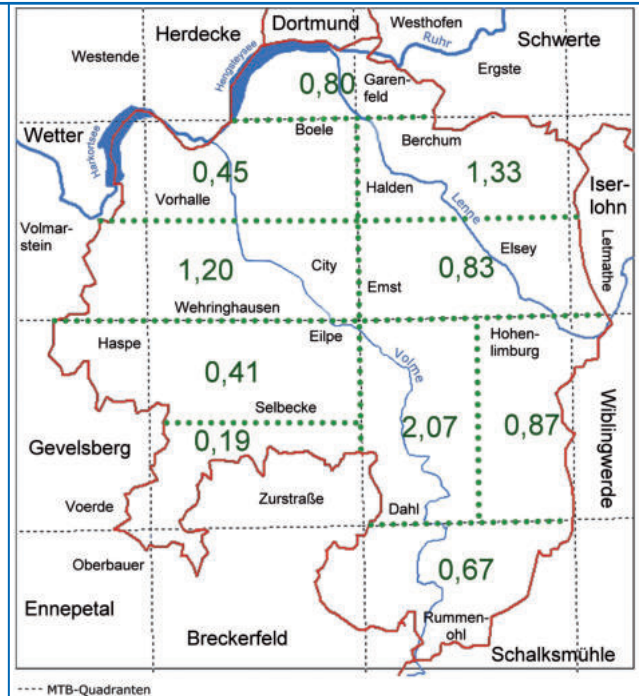 Dortmund
Herdecke
Westhofen
Ruhr
Schwerte
Westende
Hengsteysee
Ergste
0,80
Garen-
feld
Wetter
Harkortsee
Boele
Berchum
0,45
1,33
Iser-
lohn
Vorhalle
Halden
Lenne
Volmar-
stein
Letmathe
1,20
City
Elsey
0,83
Emst
Wehringhausen
Haspe
Eilpe
Hohen-
limburg
Volme
0,41
Selbecke
Wiblingwerde
Gevelsberg
0,19
2,07
0,87
Voerde
Zurstraße
Dahl
Oberbauer
0,67
Ennepetal
Breckerfeld
Rummen-
ohl
Schalksmühle
---- MTB-Quadranten